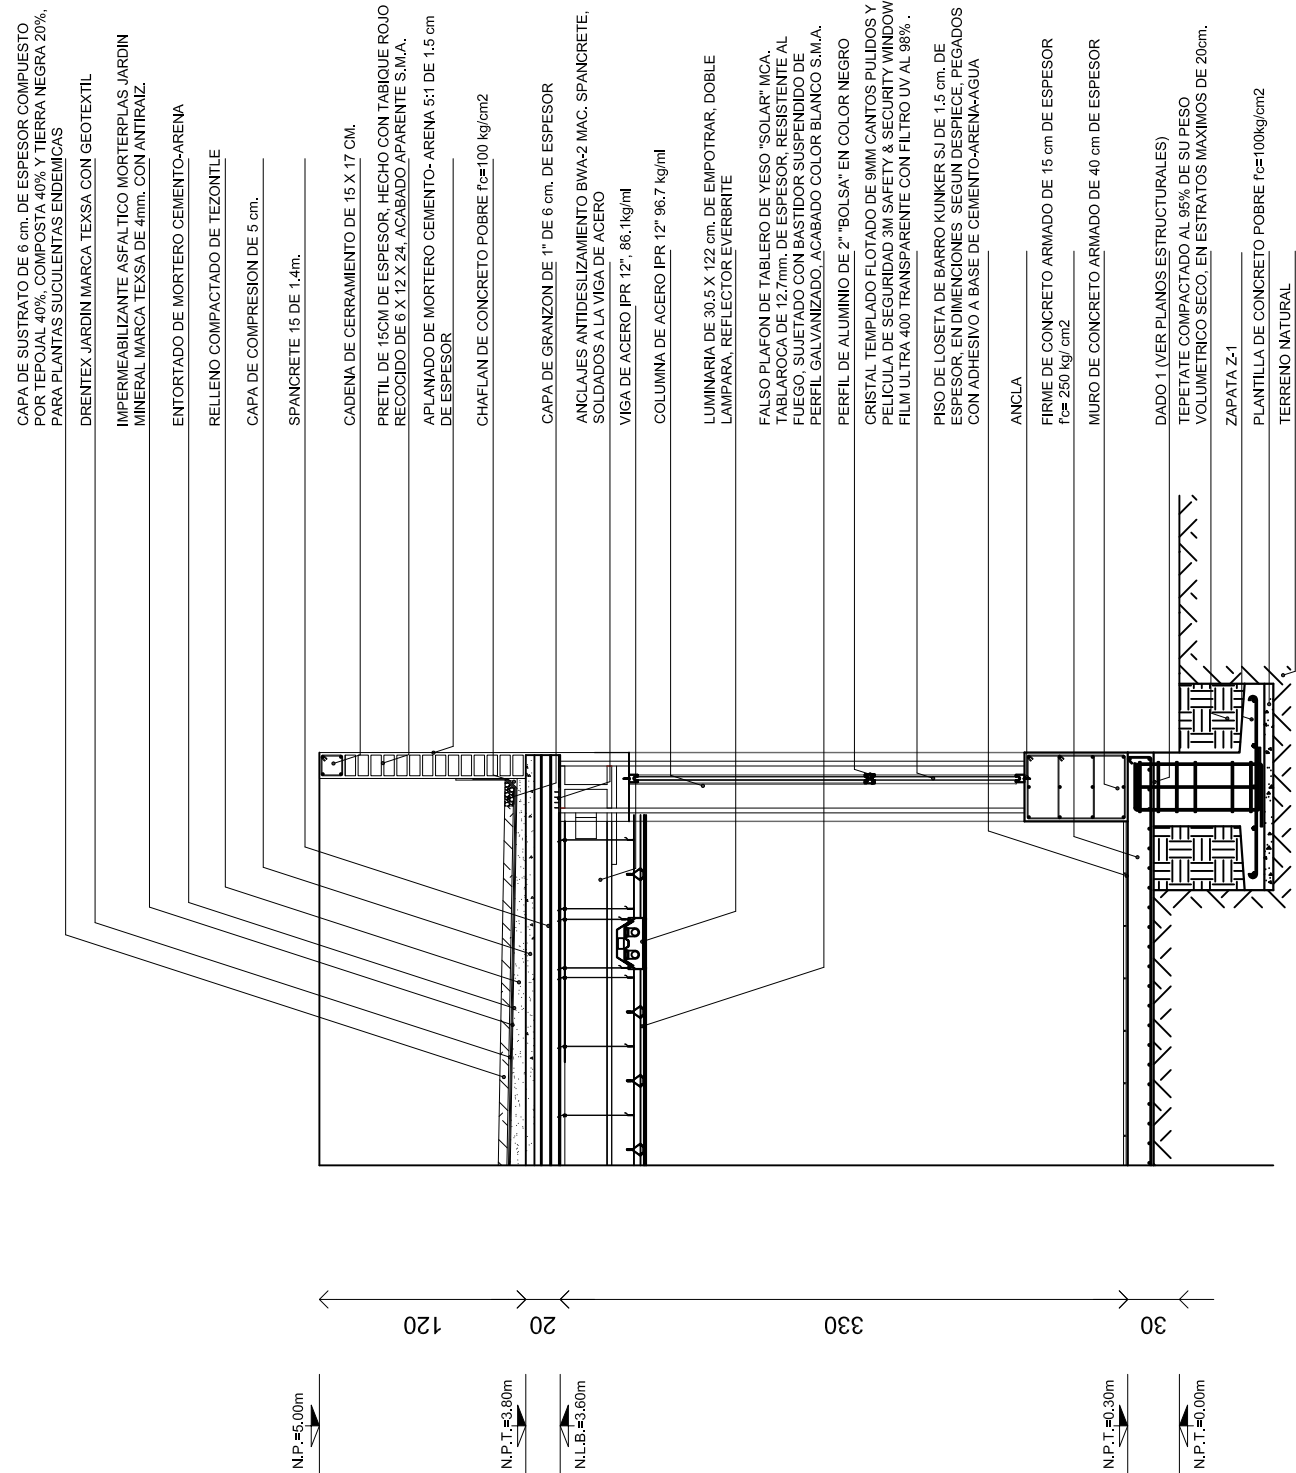 CAPA DE SUSTRATO DE 6 cm. DE ESPESOR COMPUESTO
POR TEPOJAL 40%, COMPOSTA 40% Y TIERRA NEGRA 20%,
PARA PLANTAS SUCULENTAS ENDEMICAS
DRENTEX JARDIN MARCA TEXSA CON GEOTEXTIL
IMPERMEABILIZANTE ASFALTICO MORTERPLAS JARDIN
MINERAL MARCA TEXSA DE 4mm. CON ANTIRAIZ.
ENTORTADO DE MORTERO CEMENTO-ARENA
RELLENO COMPACTADO DE TEZONTLE
CAPA DE COMPRESION DE 5 cm.
SPANCRETE 15 DE 1.4m.
CADENA DE CERRAMIENTO DE 15 X 17 CM.
PRETIL DE 15CM DE ESPESOR, HECHO CON TABIQUE ROJO
RECOCIDO DE 6 X 12 X 24, ACABADO APARENTE S.M.A.
APLANADO DE MORTERO CEMENTO- ARENA 5:1 DE 1.5 cm
DE ESPESOR
CHAFLAN DE CONCRETO POBRE f'c=100 kg/cm2
CAPA DE GRANZON DE 1" DE 6 cm. DE ESPESOR
ANCLAJES ANTIDESLIZAMIENTO BWA-2 MAC. SPANCRETE,
SOLDADOS A LA VIGA DE ACERO
VIGA DE ACERO IPR 12", 86.1kg/ml
COLUMNA DE ACERO IPR 12" 96.7 kg/ml
LUMINARIA DE 30.5 X 122 cm. DE EMPOTRAR, DOBLE
LAMPARA, REFLECTOR EVERBRITE
FALSO PLAFON DE TABLERO DE YESO "SOLAR" MCA.
TABLAROCA DE 12.7mm. DE ESPESOR, RESISTENTE AL
FUEGO, SUJETADO CON BASTIDOR SUSPENDIDO DE
PERFIL GALVANIZADO, ACABADO COLOR BLANCO S.M.A.
PERFIL DE ALUMINIO DE 2" "BOLSA" EN COLOR NEGRO
CRISTAL TEMPLADO FLOTADO DE 9MM CANTOS PULIDOS Y
PELICULA DE SEGURIDAD 3M SAFETY & SECURITY WINDOW
FILM ULTRA 400 TRANSPARENTE CON FILTRO UV AL 98% .
PISO DE LOSETA DE BARRO KUNKER SJ DE 1.5 cm. DE
ESPESOR, EN DIMENCIONES SEGUN DESPIECE, PEGADOS
CON ADHESIVO A BASE DE CEMENTO-ARENA-AGUA
ANCLA
FIRME DE CONCRETO ARMADO DE 15 cm DE ESPESOR
f'c= 250 kg/ cm2
MURO DE CONCRETO ARMADO DE 40 cm DE ESPESOR
DADO 1 (VER PLANOS ESTRUCTURALES)
TEPETATE COMPACTADO AL 95% DE SU PESO
VOLUMETRICO SECO, EN ESTRATOS MAXIMOS DE 20cm.
ZAPATA Z-1
PLANTILLA DE CONCRETO POBRE f'c=100kg/cm2
TERRENO NATURAL
120
20
330
30
N.P.=5.00m
N.P.T.=3.80m
N.L.B.=3.60m
N.P.T.=0.30m
N.P.T.=0.00m